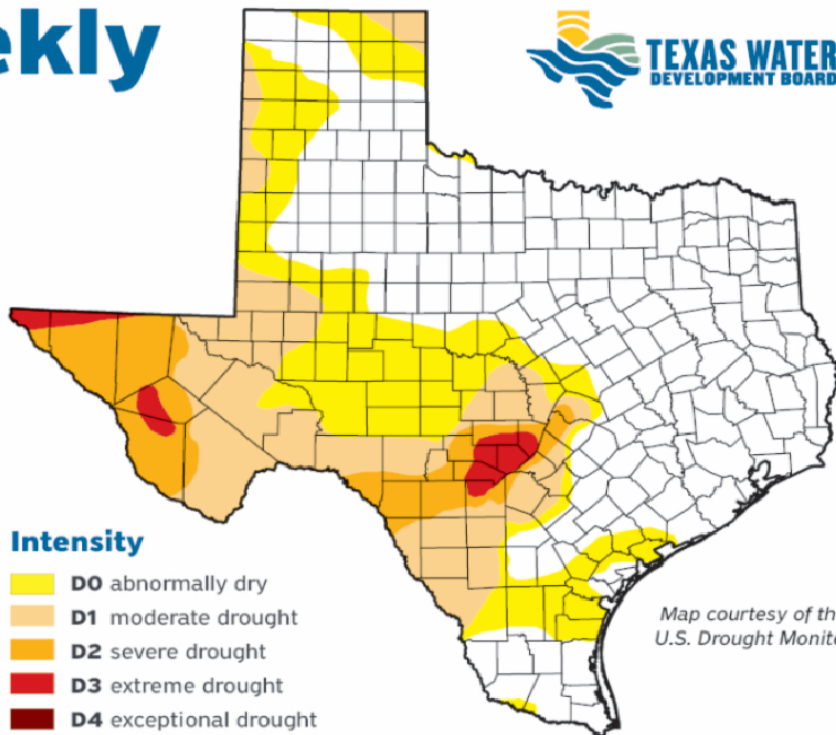 ekly
TEXAS WATER
DEVELOPMENT BOARD
Intensity
D0 abnormally dry
D1 moderate drought
D2 severe drought
D3 extreme drought
D4 exceptional drought
Map courtesy of th
U.S. Drought Monito